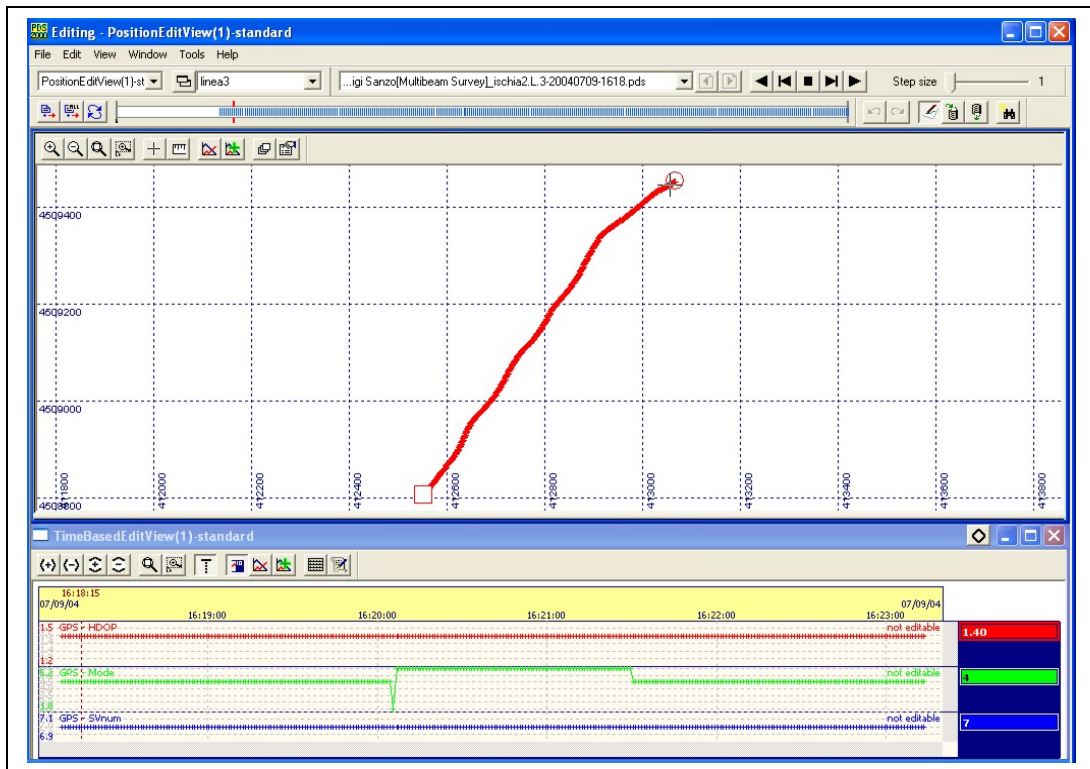 PDS 2000 Editing - PositionEditView(1)-standard
File Edit View Window Tools Help
PositionEditView(1)-st linea3 ...igi Sanzo[Multibeam Survey]_ischia2.L.3-20040709-1618.pds Step size 1
4509400
4509200
4509000
4508800
411800 412000 412200 412400 412600 412800 413000 413200 413400 413600 413800
TimeBasedEditView(1)-standard
16:18:15
07/09/04 07/09/04
16:19:00 16:20:00 16:21:00 16:22:00 16:23:00
1.5 GPS - HDOP not editable 1.40
1.2
GPS - Mode not editable 4
7.1 GPS - SVnum not editable 7
6.9